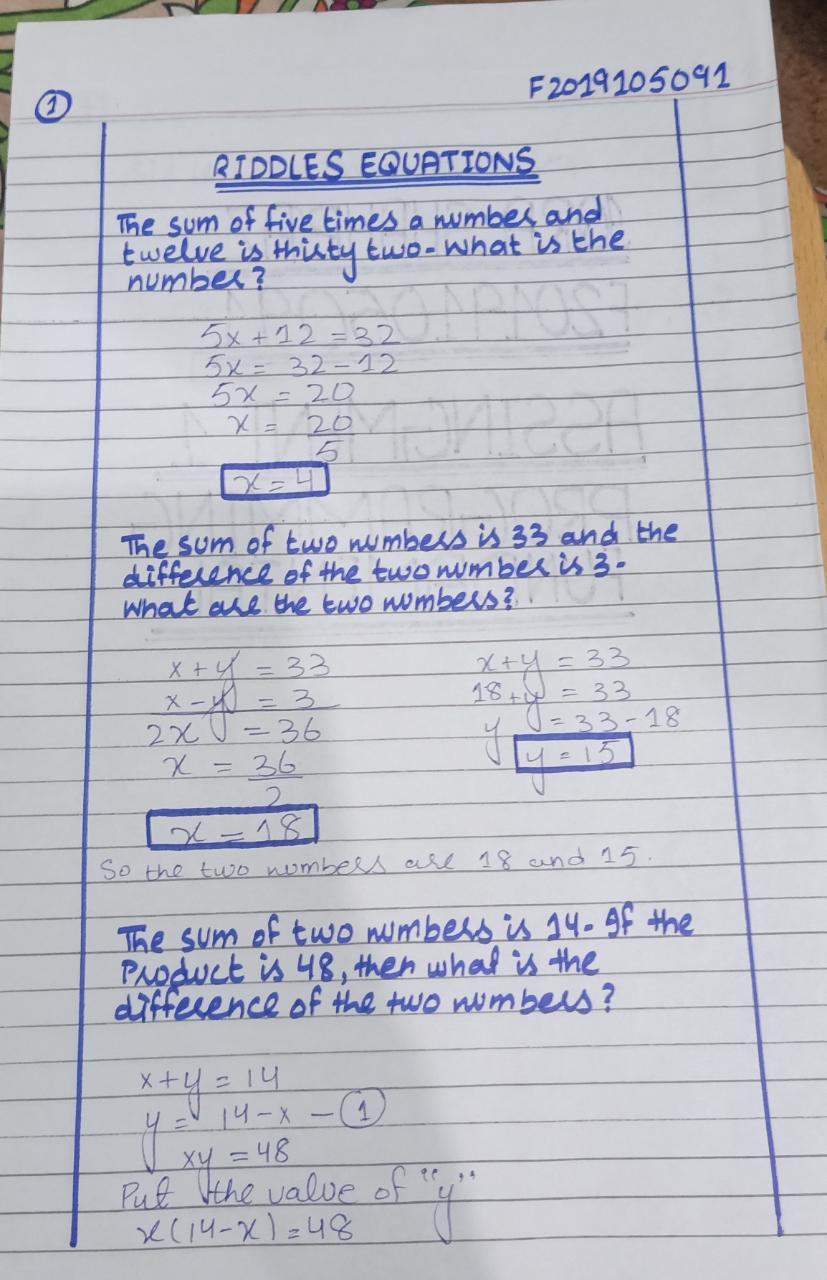 F2019105091
1
RIDDLES EQUATIONS
The sum of five times a number and
twelve is thirty two. What is the
number?
5x + 12 = 32
5x = 32 - 12
5x = 20
x = 20
5
x = 4
The sum of two numbers is 33 and the
difference of the two number is 3.
What are the two numbers?
x + y = 33
x - y = 3
2x = 36
x = 36
2
x = 18
x + y = 33
18 + y = 33
y = 33 - 18
y = 15
So the two numbers are 18 and 15.
The sum of two numbers is 14. If the
Product is 48, then what is the
difference of the two numbers?
x + y = 14
y = 14 - x - 1
xy = 48
Put the value of "y"
x(14 - x) = 48